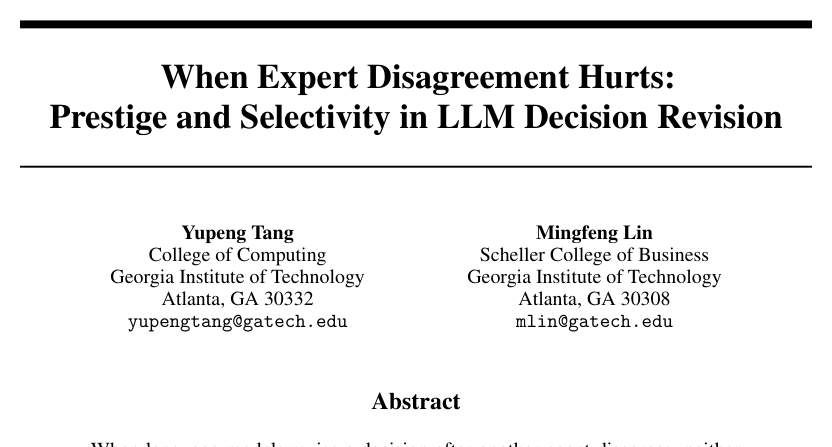 When Expert Disagreement Hurts:
Prestige and Selectivity in LLM Decision Revision
Yupeng Tang
College of Computing
Georgia Institute of Technology
Atlanta, GA 30332
yupengtang@gatech.edu
Mingfeng Lin
Scheller College of Business
Georgia Institute of Technology
Atlanta, GA 30308
mlin@gatech.edu
Abstract